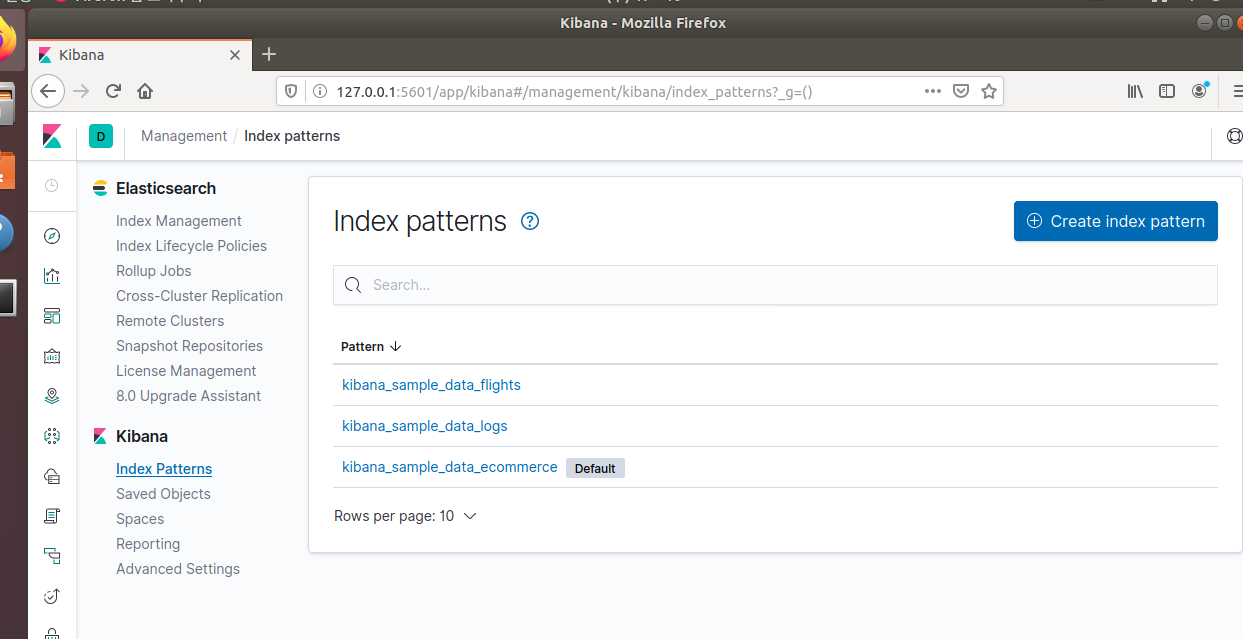 Kibana - Mozilla Firefox
Kibana
127.0.0.1:5601/app/kibana#/management/kibana/index_patterns?_g=()
D
Management / Index patterns
Elasticsearch
Index Management
Index Lifecycle Policies
Rollup Jobs
Cross-Cluster Replication
Remote Clusters
Snapshot Repositories
License Management
8.0 Upgrade Assistant
Kibana
Index Patterns
Saved Objects
Spaces
Reporting
Advanced Settings
Index patterns
Create index pattern
Search...
Pattern
kibana_sample_data_flights
kibana_sample_data_logs
kibana_sample_data_ecommerce Default
Rows per page: 10